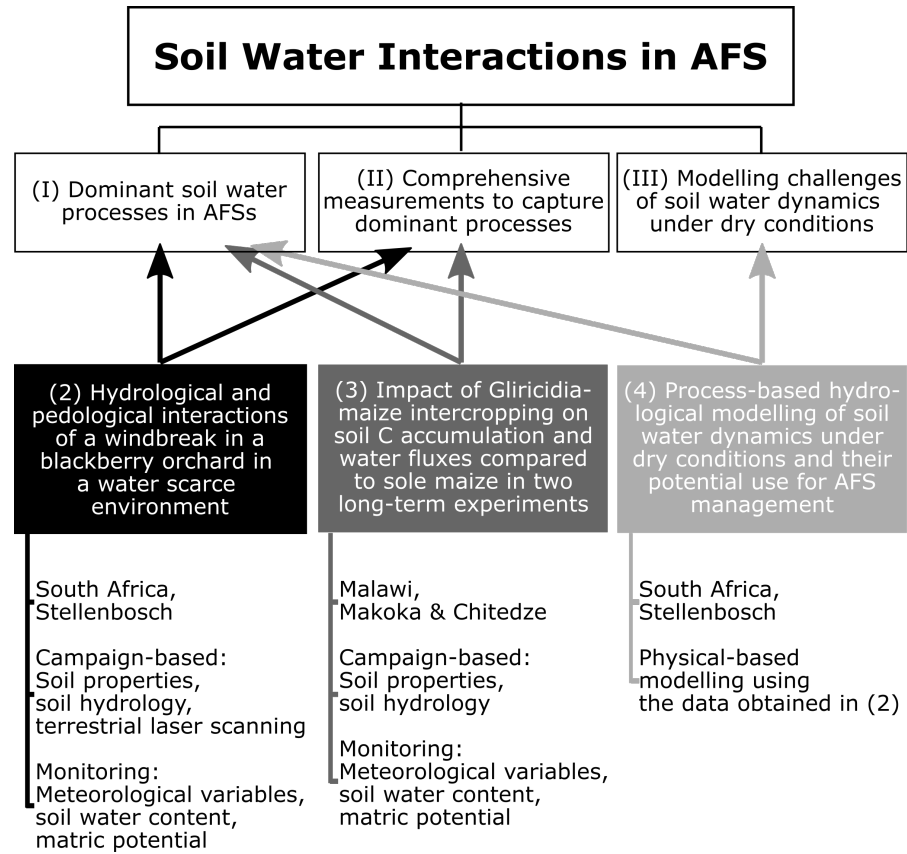 Soil Water Interactions in AFS
(I) Dominant soil water
processes in AFSs
(II) Comprehensive
measurements to capture
dominant processes
(III) Modelling challenges
of soil water dynamics
under dry conditions
(2) Hydrological and
pedological interactions
of a windbreak in a
blackberry orchard in
a water scarce
environment
(3) Impact of Gliricidia-
maize intercropping on
soil C accumulation and
water fluxes compared
to sole maize in two
long-term experiments
(4) Process-based hydro-
logical modelling of soil
water dynamics under
dry conditions and their
potential use for AFS
management
South Africa,
Stellenbosch
Campaign-based:
Soil properties,
soil hydrology,
terrestrial laser scanning
Monitoring:
Meteorological variables,
soil water content,
matric potential
Malawi,
Makoka & Chitedze
Campaign-based:
Soil properties,
soil hydrology
Monitoring:
Meteorological variables,
soil water content,
matric potential
South Africa,
Stellenbosch
Physical-based
modelling using
the data obtained in (2)